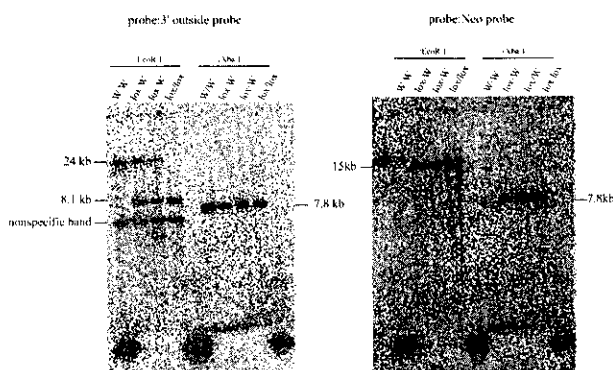 probe:3' outside probe
EcoR I
Xba I
W/W
lox/W
lox/W
lox/lox
W/W
lox/W
lox/W
lox/lox
24 kb
8.1 kb
nonspecific band
7.8 kb
probe:Neo probe
EcoR I
Xba I
W/W
lox/W
lox/W
lox/lox
W/W
lox/W
lox/W
lox lox
15kb
7.8kb